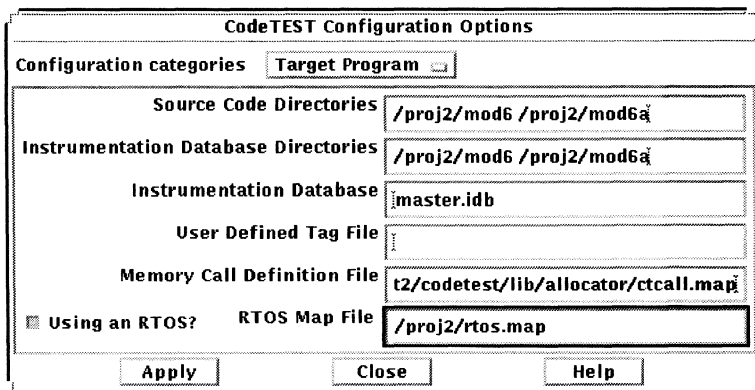 CodeTEST Configuration Options
Configuration categories Target Program
Source Code Directories /proj2/mod6 /proj2/mod6a
Instrumentation Database Directories /proj2/mod6 /proj2/mod6a
Instrumentation Database master.idb
User Defined Tag File
Memory Call Definition File t2/codetest/lib/allocator/ctcall.map
Using an RTOS? RTOS Map File /proj2/rtos.map
Apply Close Help